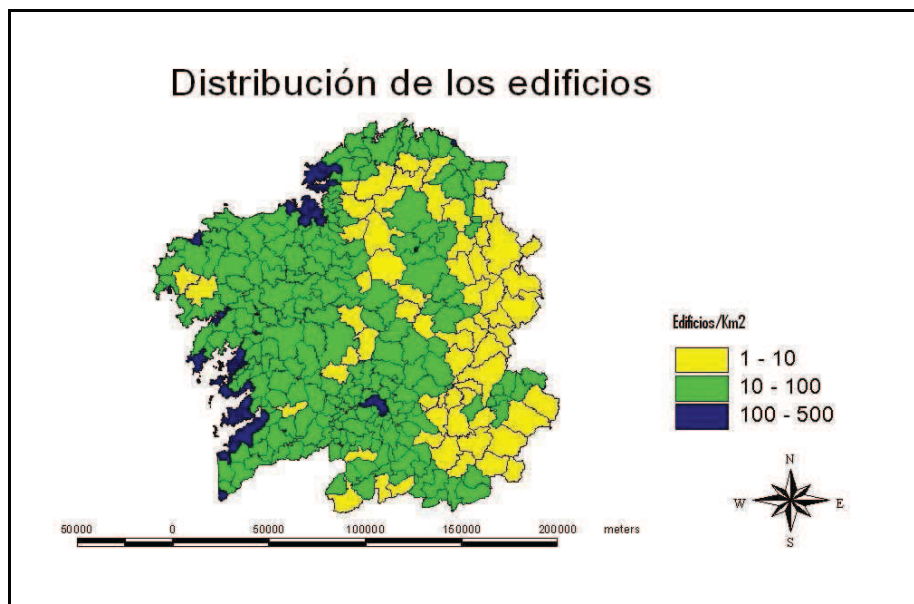 Distribución de los edificios
Edificios/Km2
1 - 10
10 - 100
100 - 500
N
W E
S
50000 0 50000 100000 150000 200000 meters